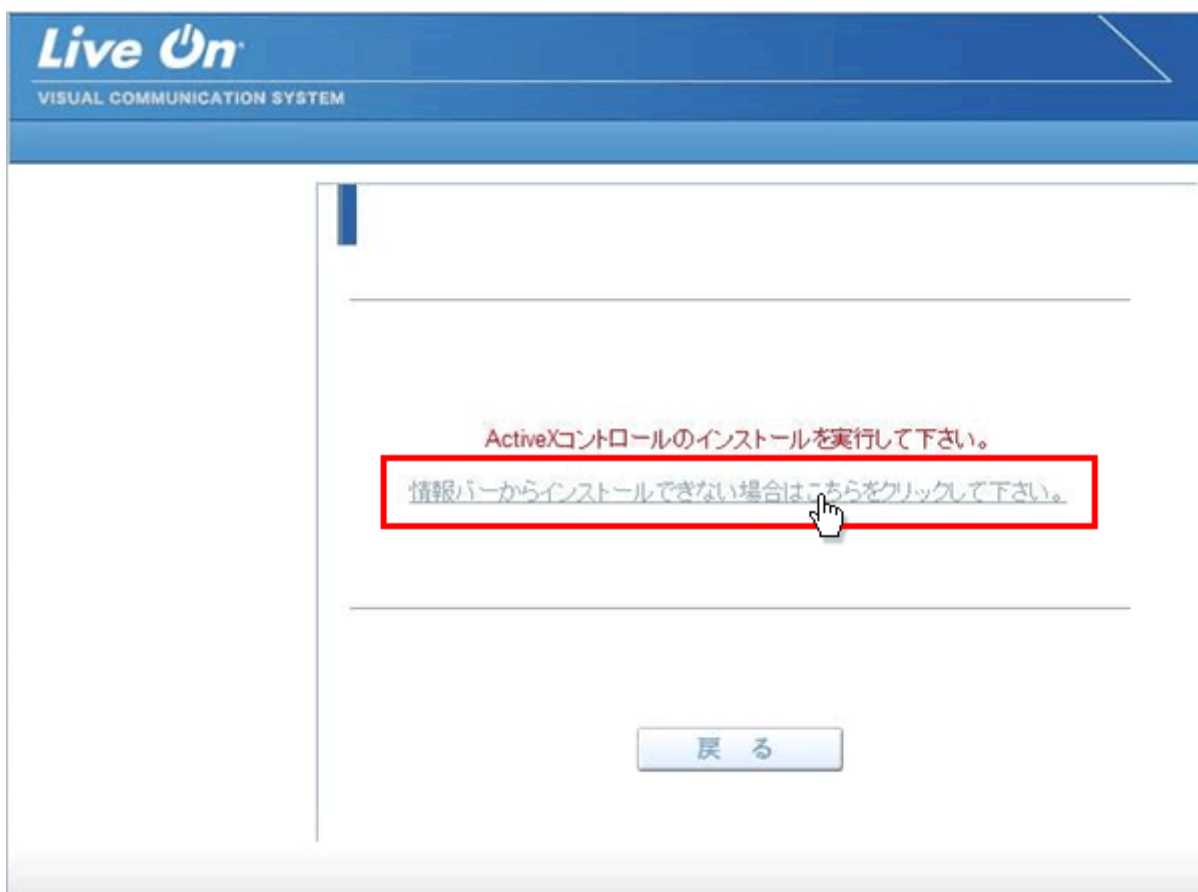 Live On
VISUAL COMMUNICATION SYSTEM
ActiveXコントロールのインストールを実行して下さい。
情報バーからインストールできない場合はこちらをクリックして下さい。
戻 る